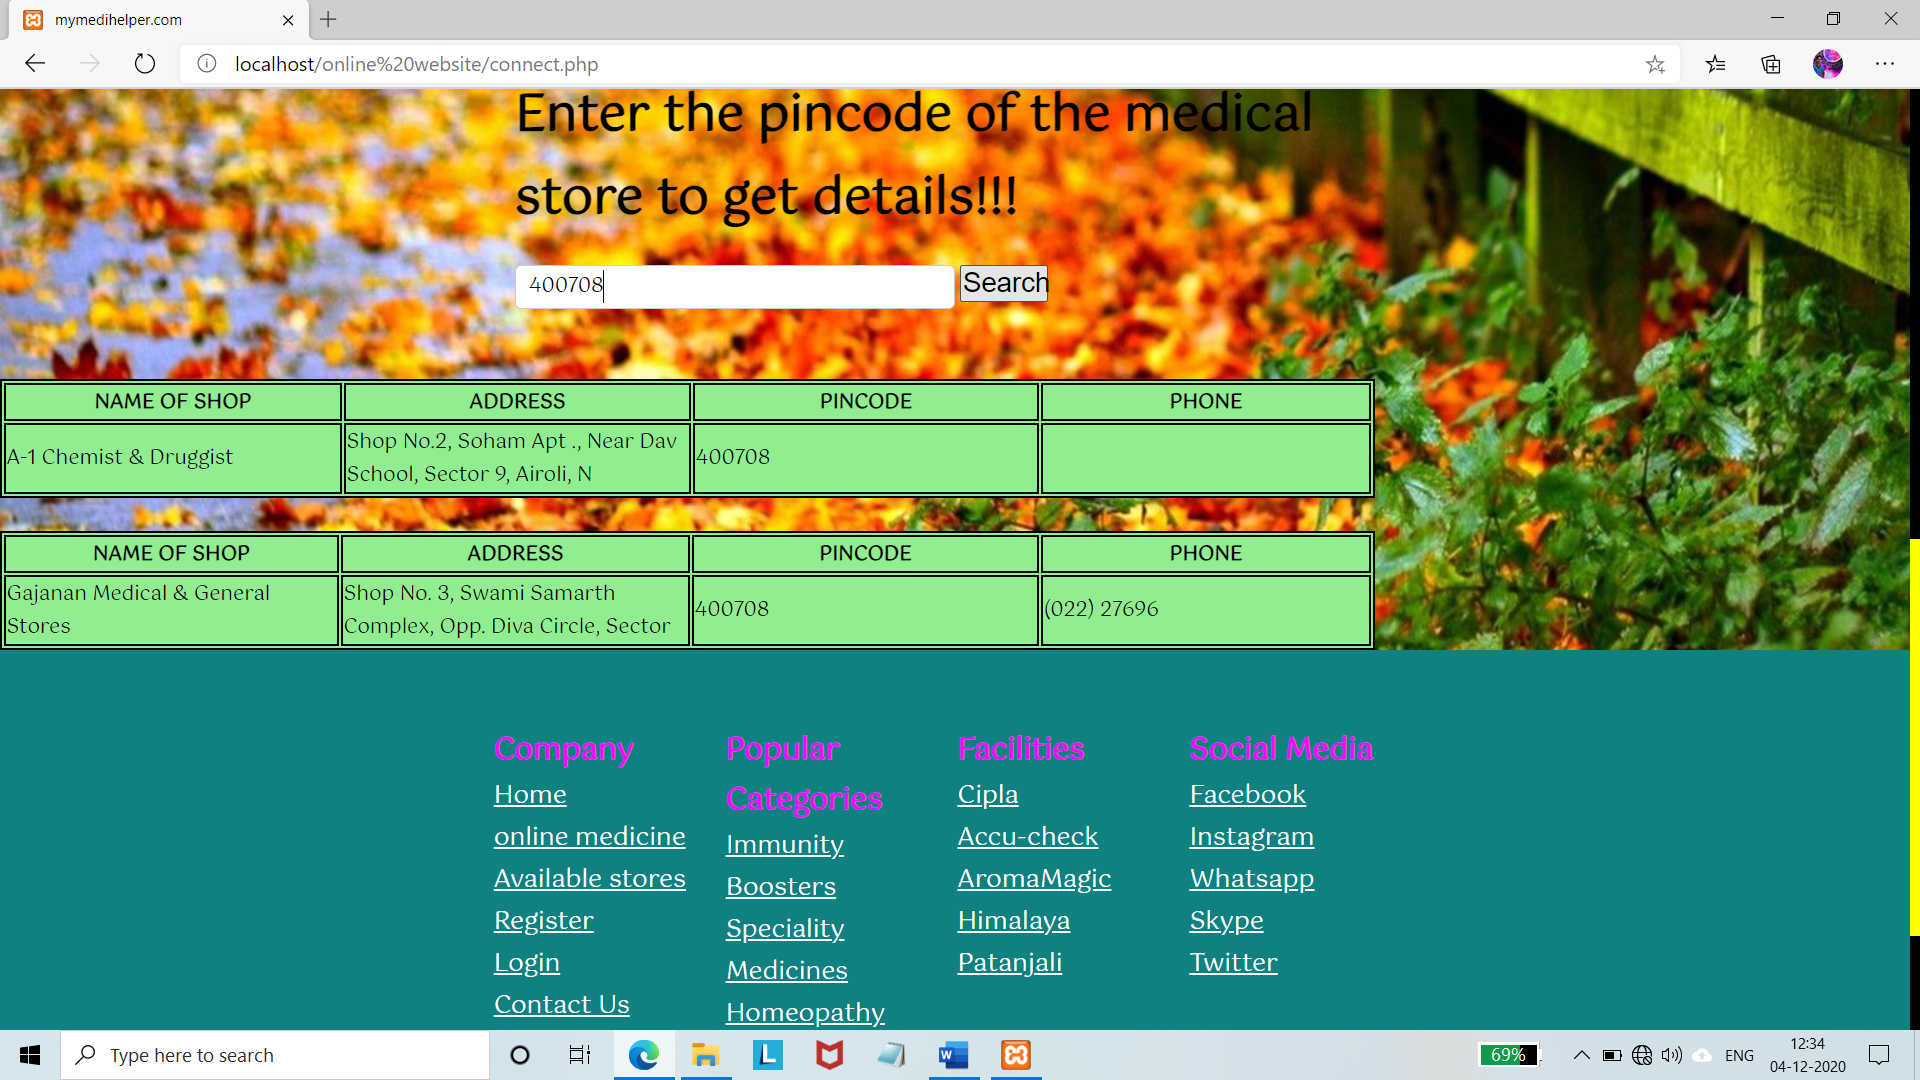 mymedihelper.com
localhost/online%20website/connect.php
Enter the pincode of the medical
store to get details!!!
400708 Search
NAME OF SHOP ADDRESS PINCODE PHONE
A-1 Chemist & Druggist Shop No.2, Soham Apt ., Near Dav School, Sector 9, Airoli, N 400708
NAME OF SHOP ADDRESS PINCODE PHONE
Gajanan Medical & General Stores Shop No. 3, Swami Samarth Complex, Opp. Diva Circle, Sector 400708 (022) 27696
Company
Home
online medicine
Available stores
Register
Login
Contact Us
Popular
Categories
Immunity
Boosters
Speciality
Medicines
Homeopathy
Facilities
Cipla
Accu-check
AromaMagic
Himalaya
Patanjali
Social Media
Facebook
Instagram
Whatsapp
Skype
Twitter
Type here to search
69%
ENG
12:34
04-12-2020